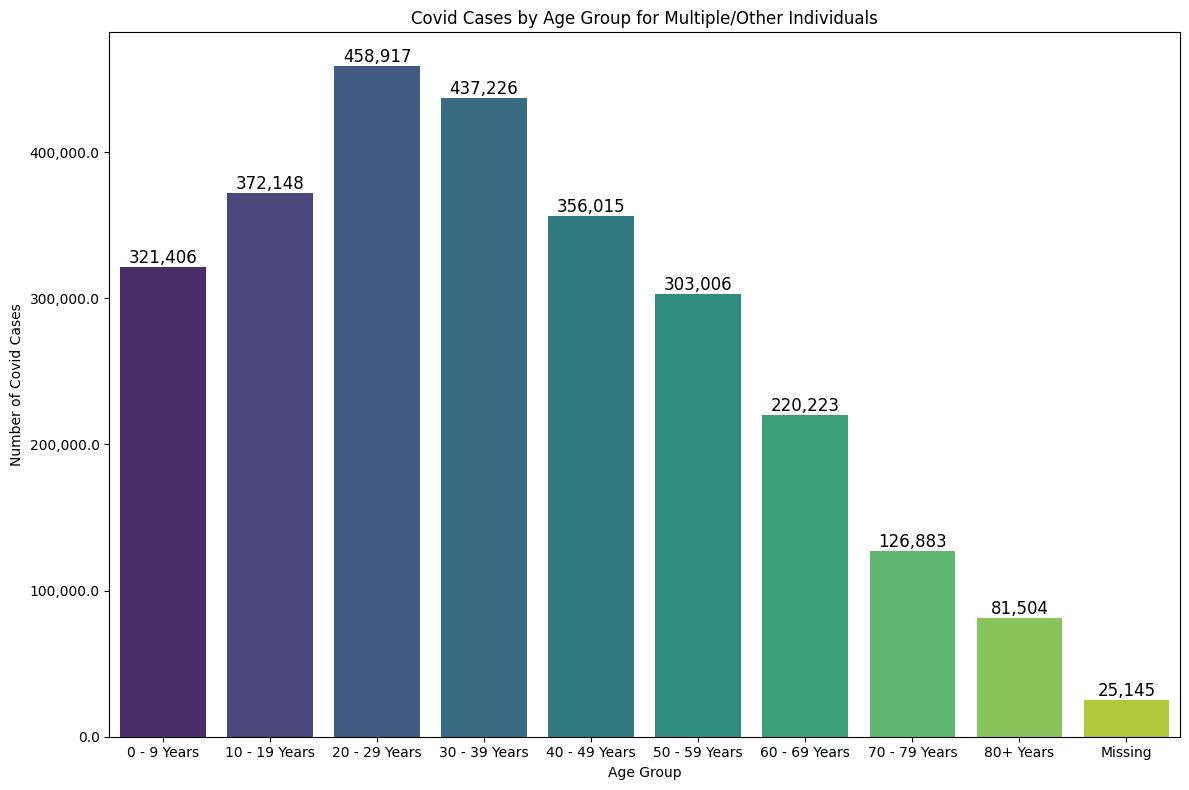 Covid Cases by Age Group for Multiple/Other Individuals
Number of Covid Cases
400,000.0
300,000.0
200,000.0
100,000.0
0.0
321,406
372,148
458,917
437,226
356,015
303,006
220,223
126,883
81,504
25,145
0 - 9 Years
10 - 19 Years
20 - 29 Years
30 - 39 Years
40 - 49 Years
50 - 59 Years
60 - 69 Years
70 - 79 Years
80+ Years
Missing
Age Group